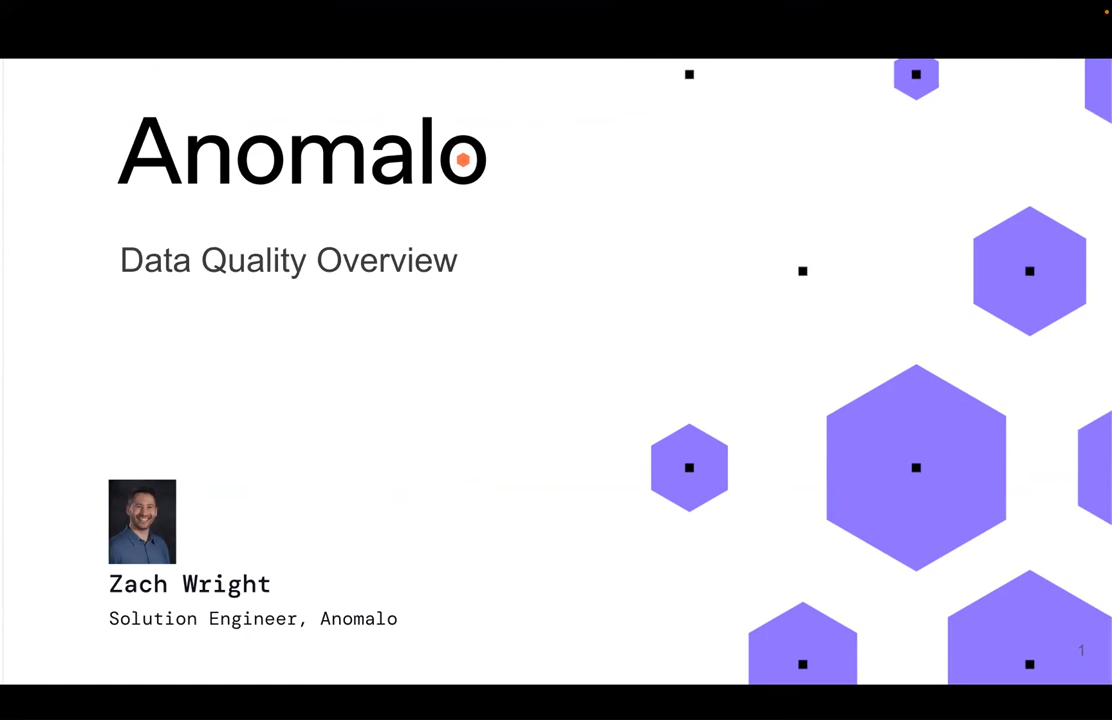 Anomalo
Data Quality Overview
Zach Wright
Solution Engineer, Anomalo
1